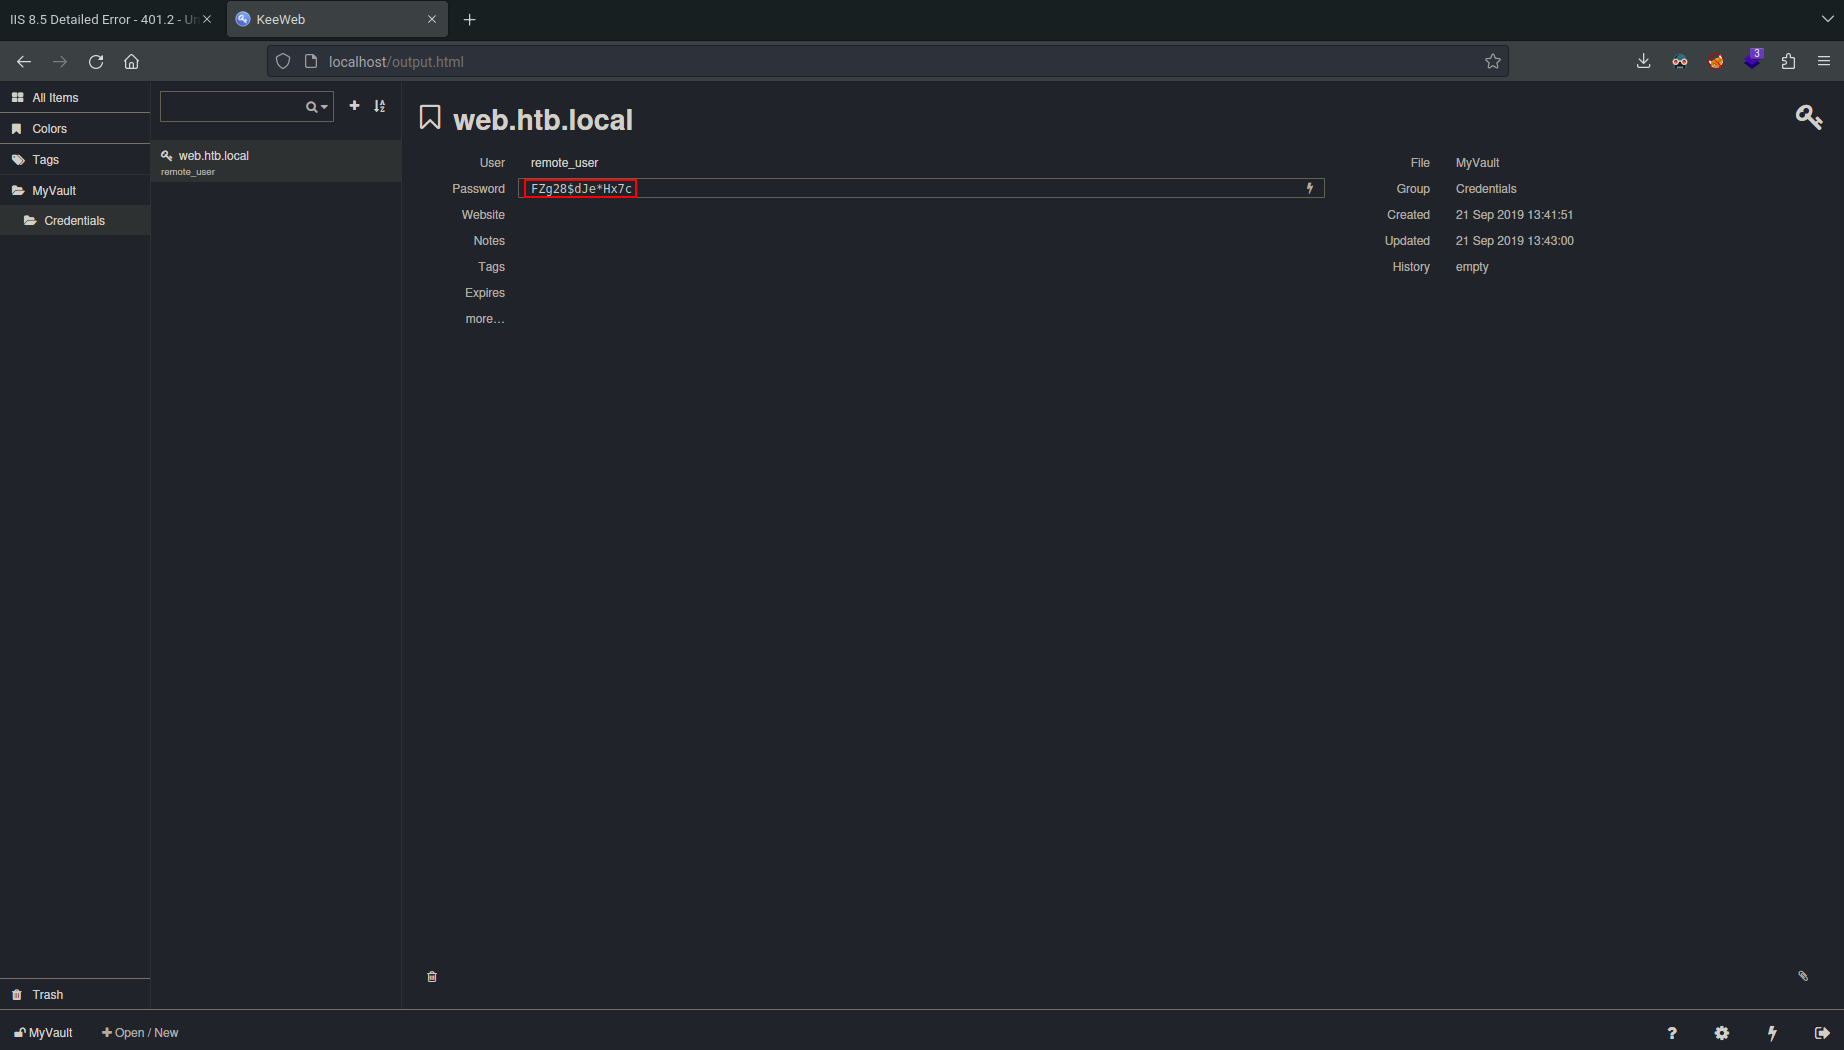 IIS 8.5 Detailed Error - 401.2 - Un
KeeWeb
localhost/output.html
3
All Items
Colors
Tags
MyVault
Credentials
web.htb.local
remote_user
web.htb.local
User remote_user
Password FZg28$dJe*Hx7c
Website
Notes
Tags
Expires
more…
File MyVault
Group Credentials
Created 21 Sep 2019 13:41:51
Updated 21 Sep 2019 13:43:00
History empty
Trash
MyVault
Open / New
?